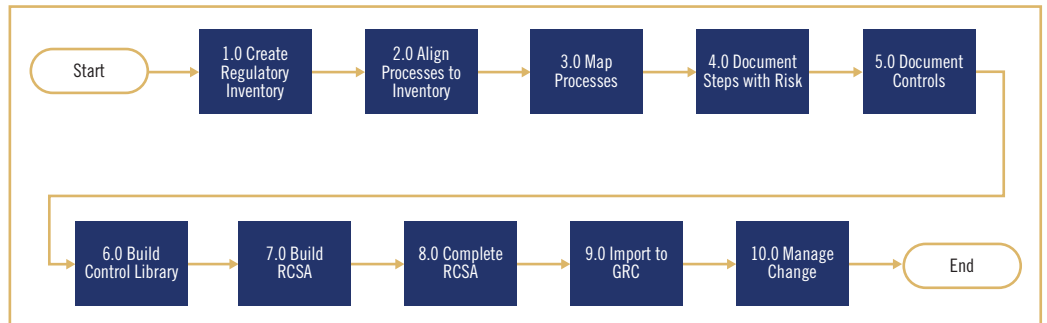 Start
1.0 Create
Regulatory
Inventory
2.0 Align
Processes to
Inventory
3.0 Map
Processes
4.0 Document
Steps with Risk
5.0 Document
Controls
6.0 Build
Control Library
7.0 Build
RCSA
8.0 Complete
RCSA
9.0 Import to
GRC
10.0 Manage
Change
End